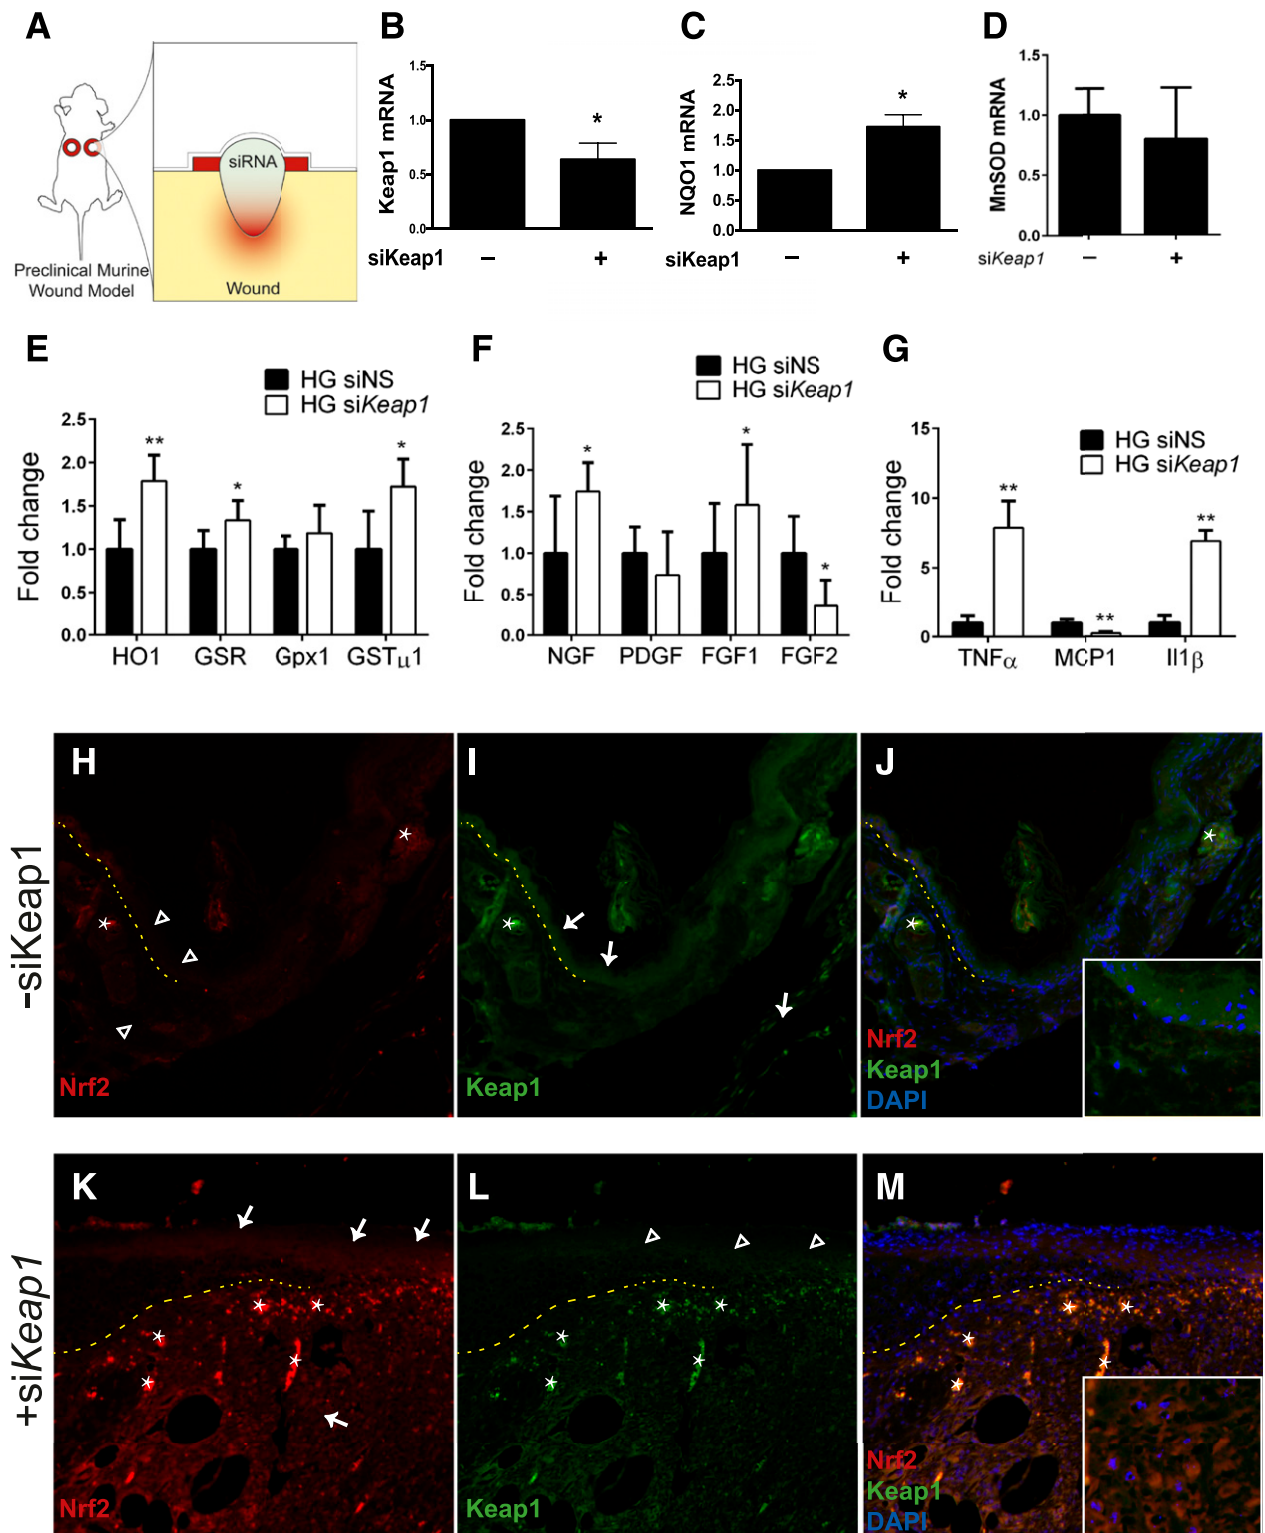 A
siRNA
Wound
Preclinical Murine
Wound Model
B
Keap1 mRNA
1.5
1.0
0.5
0.0
*
siKeap1 – +
C
NQO1 mRNA
2.5
2.0
1.5
1.0
0.5
0.0
*
siKeap1 – +
D
MnSOD mRNA
1.5
1.0
0.5
0.0
siKeap1 – +
E
HG siNS
HG siKeap1
Fold change
2.5
2.0
1.5
1.0
0.5
0.0
** * *
HO1 GSR Gpx1 GSTμ1
F
HG siNS
HG siKeap1
Fold change
2.5
2.0
1.5
1.0
0.5
0.0
* * *
NGF PDGF FGF1 FGF2
G
HG siNS
HG siKeap1
Fold change
15
10
5
0
** ** **
TNFα MCP1 Il1β
-siKeap1
H
Nrf2
I
Keap1
J
Nrf2
Keap1
DAPI
+siKeap1
K
Nrf2
L
Keap1
M
Nrf2
Keap1
DAPI